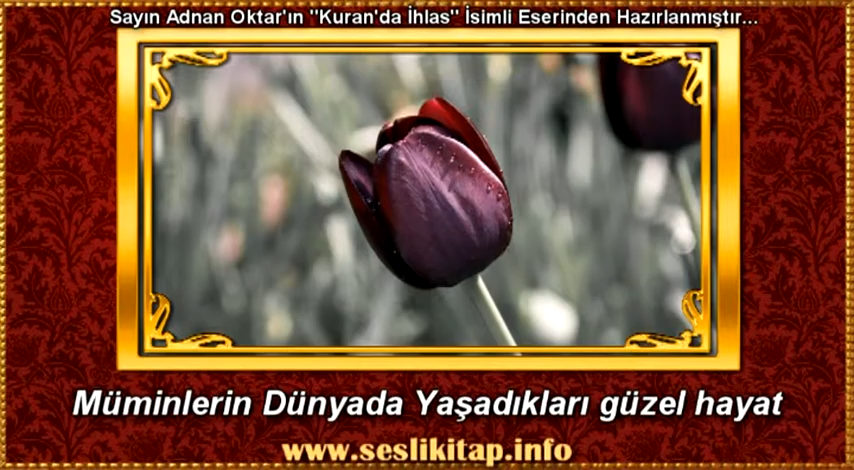 Sayın Adnan Oktar'ın "Kuran'da İhlas" İsimli Eserinden Hazırlanmıştır...
Müminlerin Dünyada Yaşadıkları güzel hayat
www.seslikitap.info